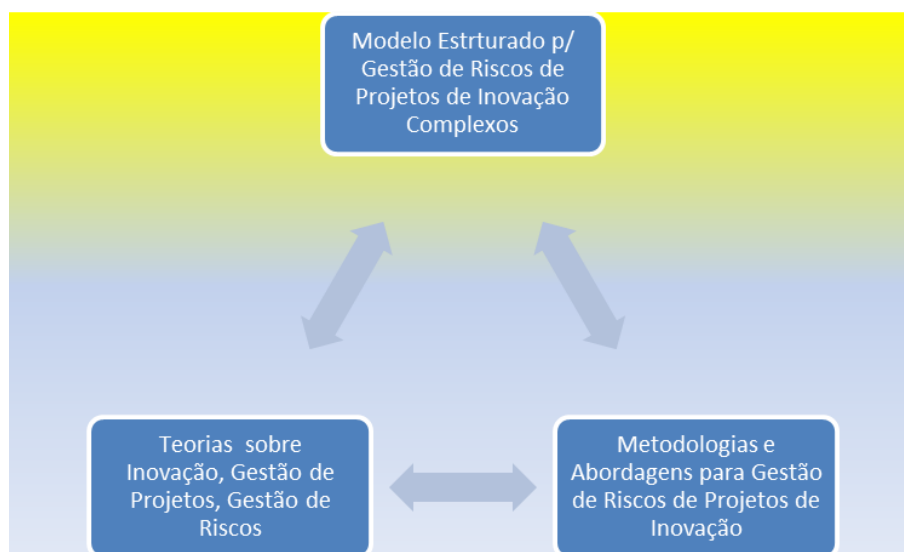 Modelo Estrturado p/
Gestão de Riscos de
Projetos de Inovação
Complexos
Teorias sobre
Inovação, Gestão de
Projetos, Gestão de
Riscos
Metodologias e
Abordagens para Gestão
de Riscos de Projetos de
Inovação